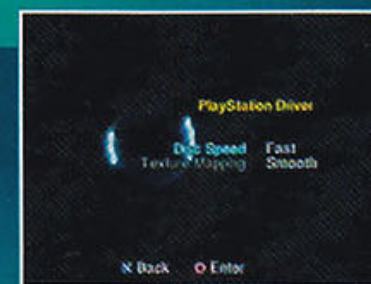 PlayStation Driver
Disc Speed Fast
Texture Mapping Smooth
X Back O Enter